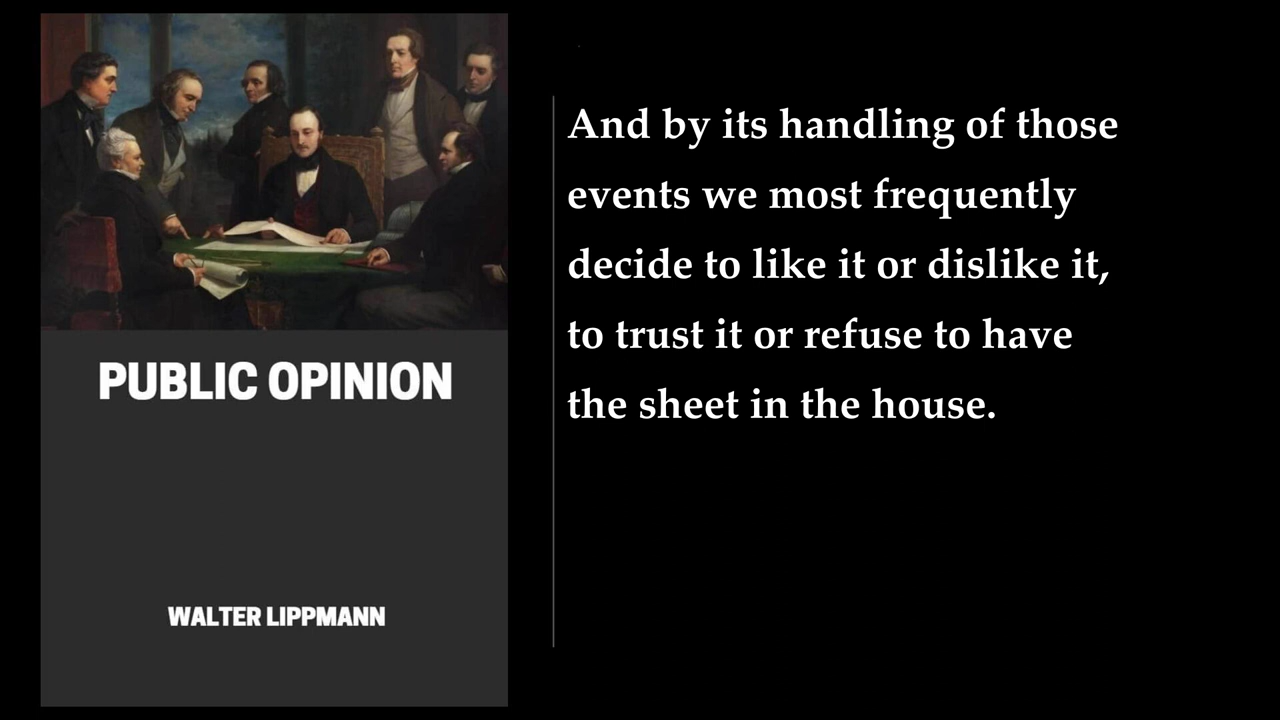 PUBLIC OPINION
WALTER LIPPMANN
And by its handling of those
events we most frequently
decide to like it or dislike it,
to trust it or refuse to have
the sheet in the house.